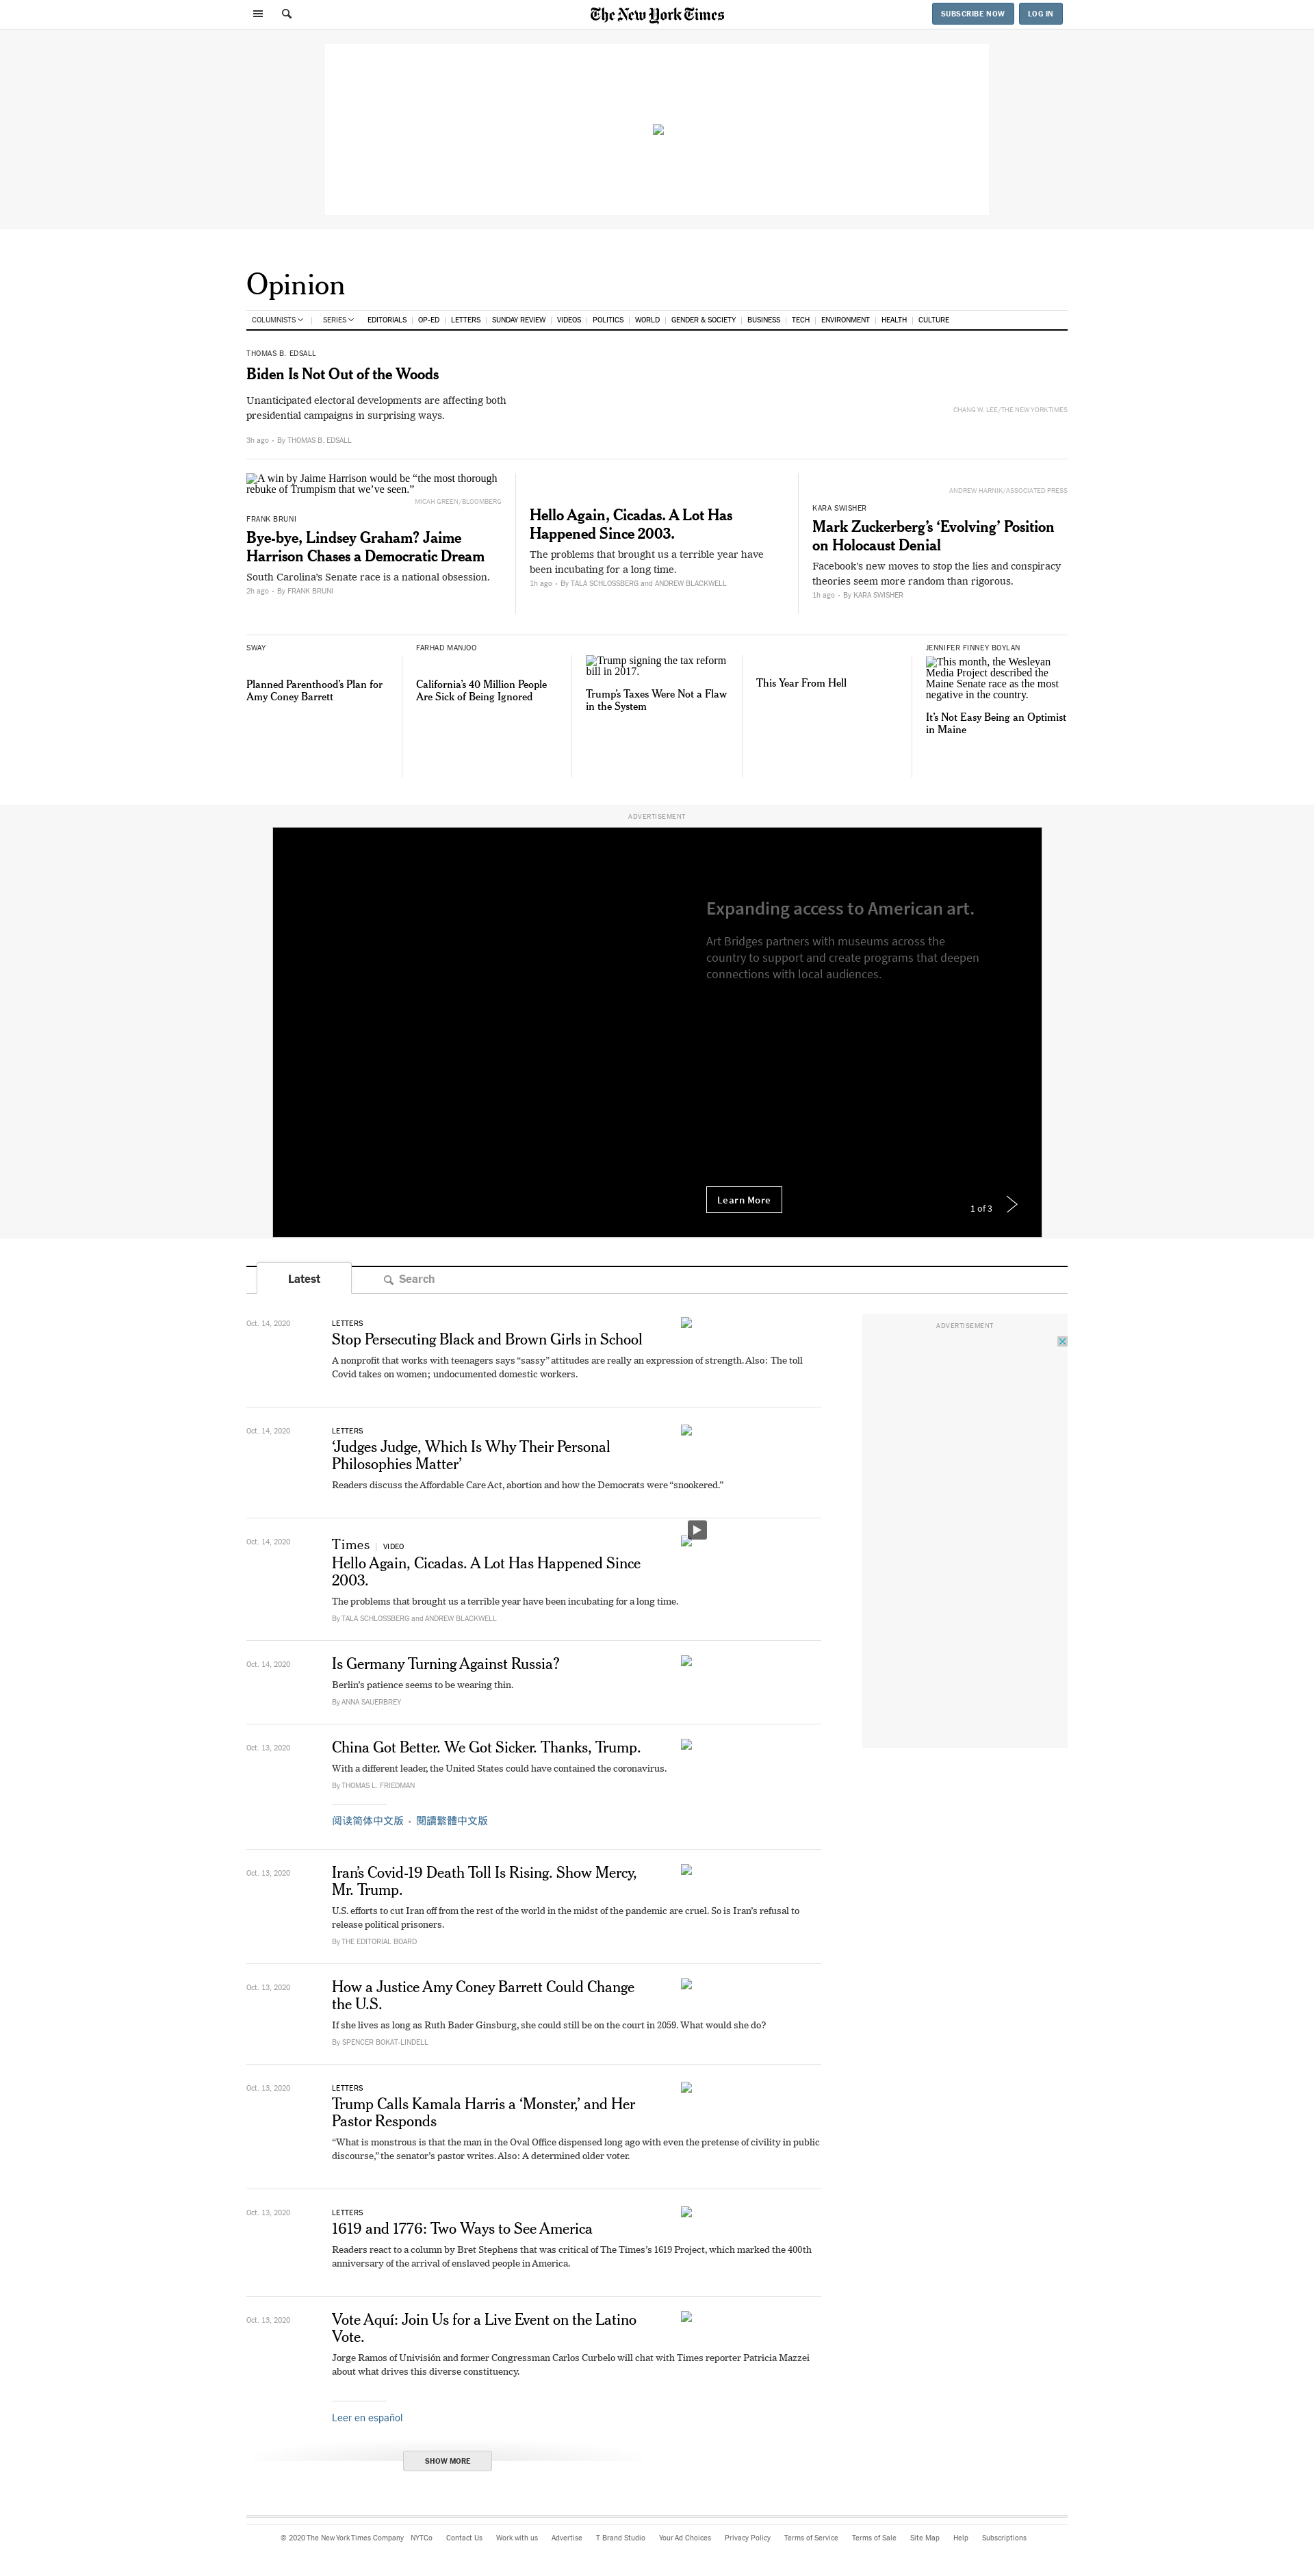 The New York Times
SUBSCRIBE NOW
LOG IN
Opinion
COLUMNISTS
SERIES
EDITORIALS
OP-ED
LETTERS
SUNDAY REVIEW
VIDEOS
POLITICS
WORLD
GENDER & SOCIETY
BUSINESS
TECH
ENVIRONMENT
HEALTH
CULTURE
THOMAS B. EDSALL
Biden Is Not Out of the Woods
Unanticipated electoral developments are affecting both
presidential campaigns in surprising ways.
CHANG W. LEE/THE NEW YORK TIMES
3h ago · By THOMAS B. EDSALL
A win by Jaime Harrison would be “the most thorough
rebuke of Trumpism that we’ve seen.”
MICAH GREEN/BLOOMBERG
FRANK BRUNI
Bye-bye, Lindsey Graham? Jaime
Harrison Chases a Democratic Dream
South Carolina’s Senate race is a national obsession.
2h ago · By FRANK BRUNI
Hello Again, Cicadas. A Lot Has
Happened Since 2003.
The problems that brought us a terrible year have
been incubating for a long time.
1h ago · By TALA SCHLOSSBERG and ANDREW BLACKWELL
ANDREW HARNIK/ASSOCIATED PRESS
KARA SWISHER
Mark Zuckerberg’s ‘Evolving’ Position
on Holocaust Denial
Facebook’s new moves to stop the lies and conspiracy
theories seem more random than rigorous.
1h ago · By KARA SWISHER
SWAY
Planned Parenthood’s Plan for
Amy Coney Barrett
FARHAD MANJOO
California’s 40 Million People
Are Sick of Being Ignored
Trump signing the tax reform
bill in 2017.
Trump’s Taxes Were Not a Flaw
in the System
This Year From Hell
JENNIFER FINNEY BOYLAN
This month, the Wesleyan
Media Project described the
Maine Senate race as the most
negative in the country.
It’s Not Easy Being an Optimist
in Maine
ADVERTISEMENT
Expanding access to American art.
Art Bridges partners with museums across the
country to support and create programs that deepen
connections with local audiences.
Learn More
1 of 3
Latest
Search
ADVERTISEMENT
Oct. 14, 2020
LETTERS
Stop Persecuting Black and Brown Girls in School
A nonprofit that works with teenagers says “sassy” attitudes are really an expression of strength. Also: The toll
Covid takes on women; undocumented domestic workers.
Oct. 14, 2020
LETTERS
‘Judges Judge, Which Is Why Their Personal
Philosophies Matter’
Readers discuss the Affordable Care Act, abortion and how the Democrats were “snookered.”
Oct. 14, 2020
Times | VIDEO
Hello Again, Cicadas. A Lot Has Happened Since
2003.
The problems that brought us a terrible year have been incubating for a long time.
By TALA SCHLOSSBERG and ANDREW BLACKWELL
Oct. 14, 2020
Is Germany Turning Against Russia?
Berlin’s patience seems to be wearing thin.
By ANNA SAUERBREY
Oct. 13, 2020
China Got Better. We Got Sicker. Thanks, Trump.
With a different leader, the United States could have contained the coronavirus.
By THOMAS L. FRIEDMAN
阅读简体中文版 · 閱讀繁體中文版
Oct. 13, 2020
Iran’s Covid-19 Death Toll Is Rising. Show Mercy,
Mr. Trump.
U.S. efforts to cut Iran off from the rest of the world in the midst of the pandemic are cruel. So is Iran’s refusal to
release political prisoners.
By THE EDITORIAL BOARD
Oct. 13, 2020
How a Justice Amy Coney Barrett Could Change
the U.S.
If she lives as long as Ruth Bader Ginsburg, she could still be on the court in 2059. What would she do?
By SPENCER BOKAT-LINDELL
Oct. 13, 2020
LETTERS
Trump Calls Kamala Harris a ‘Monster,’ and Her
Pastor Responds
“What is monstrous is that the man in the Oval Office dispensed long ago with even the pretense of civility in public
discourse,” the senator’s pastor writes. Also: A determined older voter.
Oct. 13, 2020
LETTERS
1619 and 1776: Two Ways to See America
Readers react to a column by Bret Stephens that was critical of The Times’s 1619 Project, which marked the 400th
anniversary of the arrival of enslaved people in America.
Oct. 13, 2020
Vote Aquí: Join Us for a Live Event on the Latino
Vote.
Jorge Ramos of Univisión and former Congressman Carlos Curbelo will chat with Times reporter Patricia Mazzei
about what drives this diverse constituency.
Leer en español
SHOW MORE
© 2020 The New York Times Company
NYTCo
Contact Us
Work with us
Advertise
T Brand Studio
Your Ad Choices
Privacy Policy
Terms of Service
Terms of Sale
Site Map
Help
Subscriptions